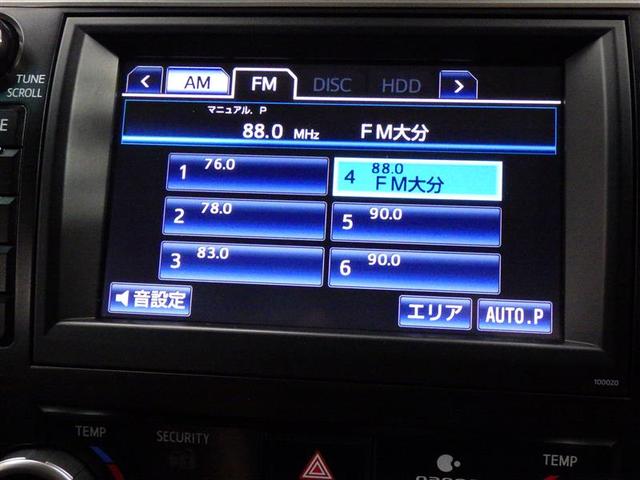 TUNE
SCROLL
< AM FM DISC HDD >
マニュアル. P
88.0 MHz FM大分
1 76.0
4 88.0 FM大分
2 78.0
5 90.0
3 83.0
6 90.0
音設定
エリア AUTO.P
100020
TEMP
SECURITY
TEMP